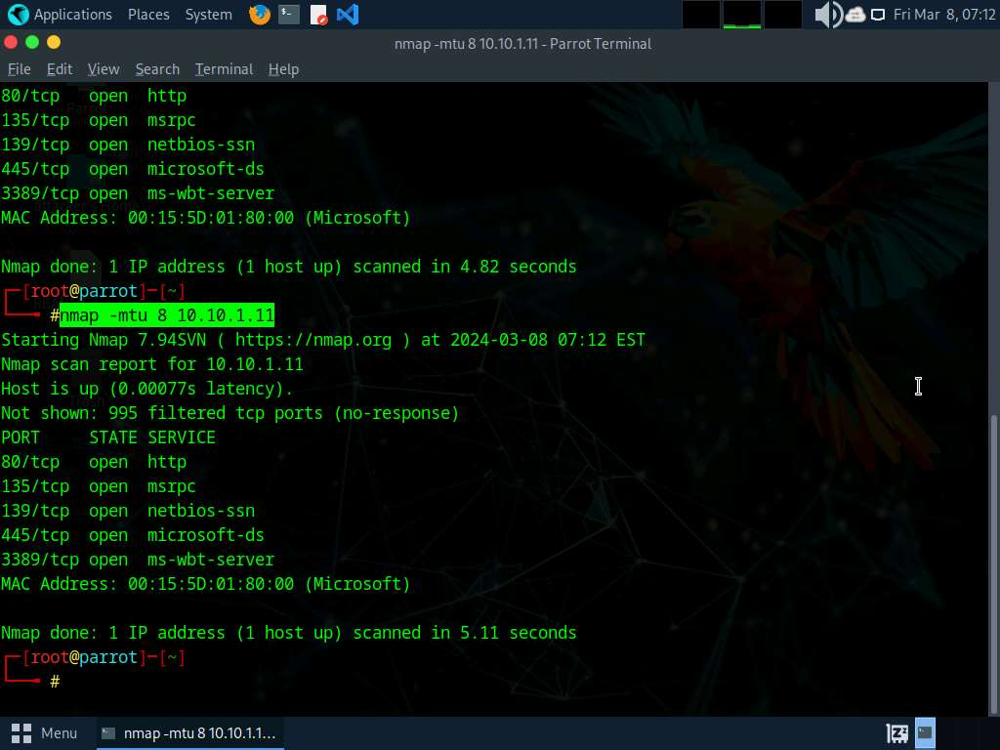 Applications Places System Fri Mar 8, 07:12
nmap -mtu 8 10.10.1.11 - Parrot Terminal
File Edit View Search Terminal Help
80/tcp open http
135/tcp open msrpc
139/tcp open netbios-ssn
445/tcp open microsoft-ds
3389/tcp open ms-wbt-server
MAC Address: 00:15:5D:01:80:00 (Microsoft)
Nmap done: 1 IP address (1 host up) scanned in 4.82 seconds
[root@parrot]─[~]
#nmap -mtu 8 10.10.1.11
Starting Nmap 7.94SVN ( https://nmap.org ) at 2024-03-08 07:12 EST
Nmap scan report for 10.10.1.11
Host is up (0.00077s latency).
Not shown: 995 filtered tcp ports (no-response)
PORT STATE SERVICE
80/tcp open http
135/tcp open msrpc
139/tcp open netbios-ssn
445/tcp open microsoft-ds
3389/tcp open ms-wbt-server
MAC Address: 00:15:5D:01:80:00 (Microsoft)
Nmap done: 1 IP address (1 host up) scanned in 5.11 seconds
[root@parrot]─[~]
#
Menu nmap -mtu 8 10.10.1.1...